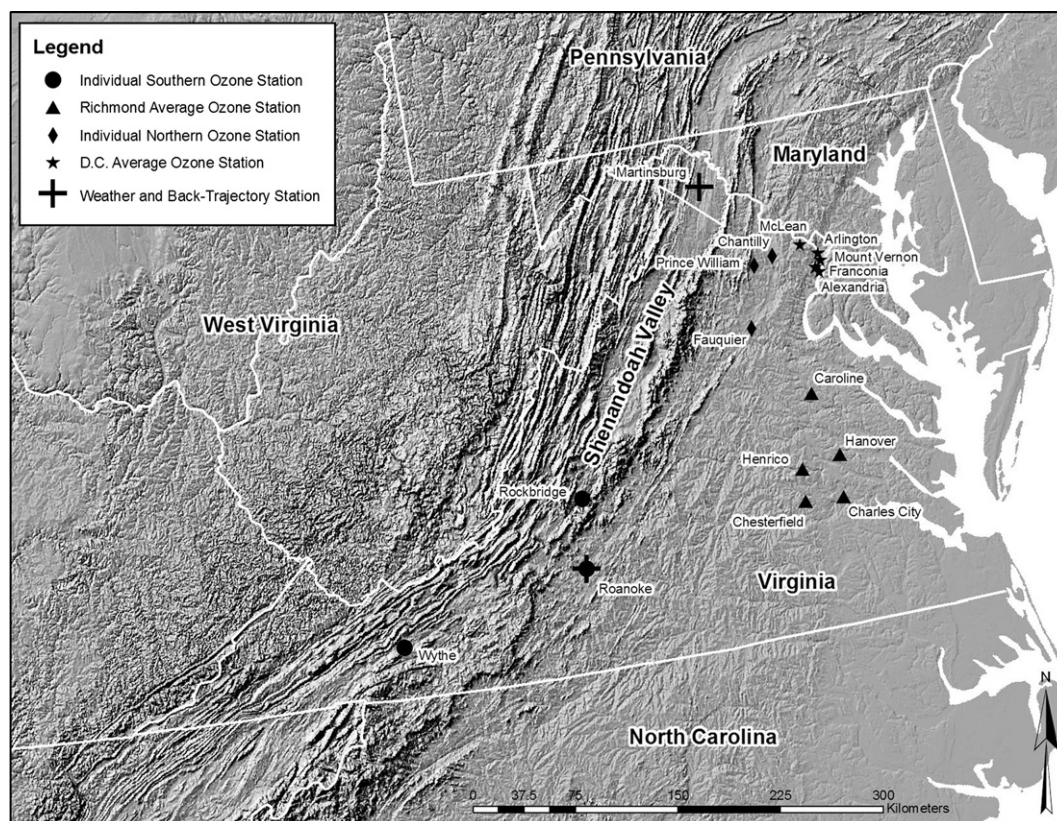 Legend
Individual Southern Ozone Station
Richmond Average Ozone Station
Individual Northern Ozone Station
D.C. Average Ozone Station
Weather and Back-Trajectory Station
Pennsylvania
Maryland
Martinsburg
McLean
Chantilly
Arlington
Prince William
Mount Vernon
Franconia
Alexandria
West Virginia
Shenandoah Valley
Fauquier
Caroline
Hanover
Henrico
Rockbridge
Chesterfield
Charles City
Roanoke
Virginia
Wythe
N
North Carolina
0 37.5 75 150 225 300
Kilometers